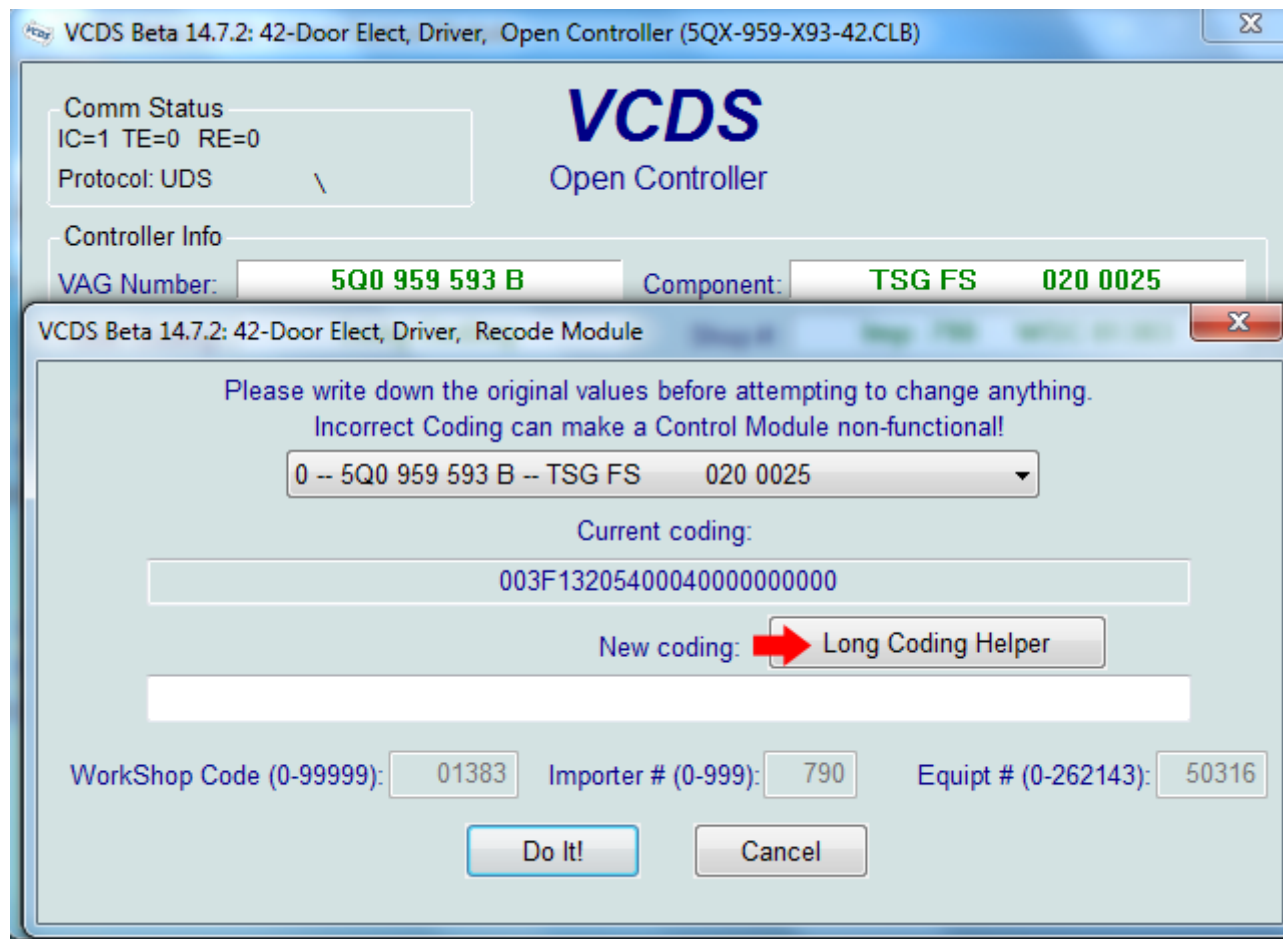 VCDS Beta 14.7.2: 42-Door Elect, Driver, Open Controller (5QX-959-X93-42.CLB)
Comm Status
IC=1 TE=0 RE=0
Protocol: UDS \
VCDS
Open Controller
Controller Info
VAG Number: 5Q0 959 593 B Component: TSG FS 020 0025
VCDS Beta 14.7.2: 42-Door Elect, Driver, Recode Module
Please write down the original values before attempting to change anything.
Incorrect Coding can make a Control Module non-functional!
0 -- 5Q0 959 593 B -- TSG FS 020 0025
Current coding:
003F13205400040000000000
New coding: Long Coding Helper
WorkShop Code (0-99999): 01383 Importer # (0-999): 790 Equipt # (0-262143): 50316
Do It! Cancel